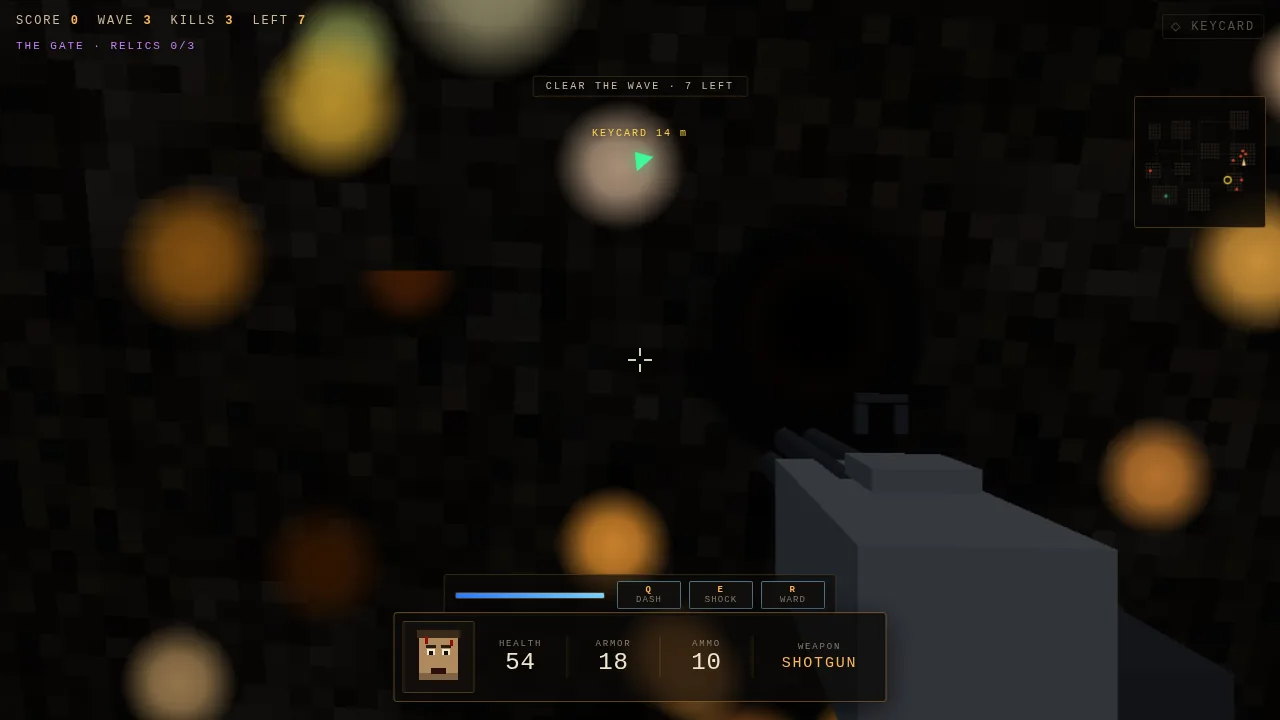 SCORE 0 WAVE 3 KILLS 3 LEFT 7
THE GATE · RELICS 0/3
◇ KEYCARD
CLEAR THE WAVE · 7 LEFT
KEYCARD 14 m
Q DASH
E SHOCK
R WARD
HEALTH 54
ARMOR 18
AMMO 10
WEAPON SHOTGUN